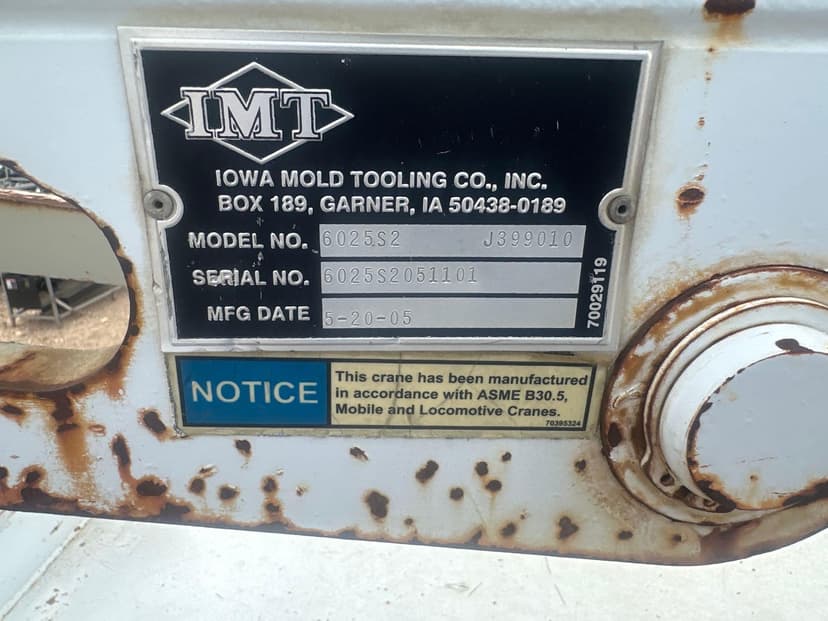 IMT
IOWA MOLD TOOLING CO., INC.
BOX 189, GARNER, IA 50438-0189
MODEL NO. 6025S2 J399010
SERIAL NO. 6025S2051101
MFG DATE 5-20-05
70029119
NOTICE
This crane has been manufactured
in accordance with ASME B30.5,
Mobile and Locomotive Cranes.
70395324